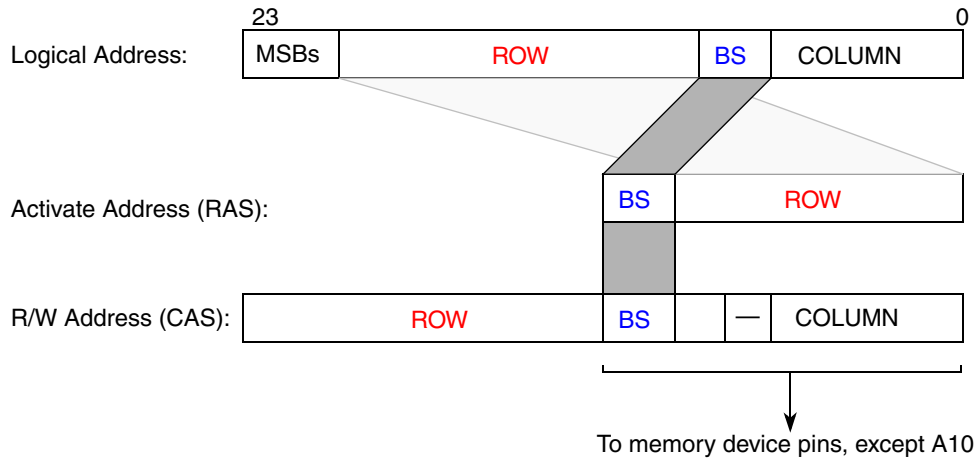 23 0
Logical Address: MSBs ROW BS COLUMN
Activate Address (RAS): BS ROW
R/W Address (CAS): ROW BS — COLUMN
To memory device pins, except A10